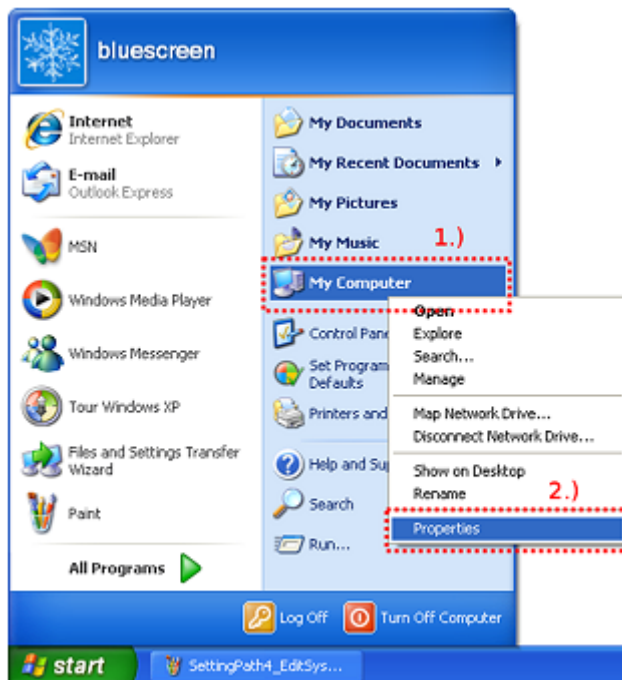 bluescreen
Internet
Internet Explorer
E-mail
Outlook Express
MSN
Windows Media Player
Windows Messenger
Tour Windows XP
Files and Settings Transfer
Wizard
Paint
All Programs
My Documents
My Recent Documents
My Pictures
My Music
1.)
My Computer
Control Pane
Set Program
Defaults
Printers and
Help and Su
Search
Run...
Open
Explore
Search...
Manage
Map Network Drive...
Disconnect Network Drive...
Show on Desktop
Rename
2.)
Properties
Log Off
Turn Off Computer
start
SettingPath4_EditSys...